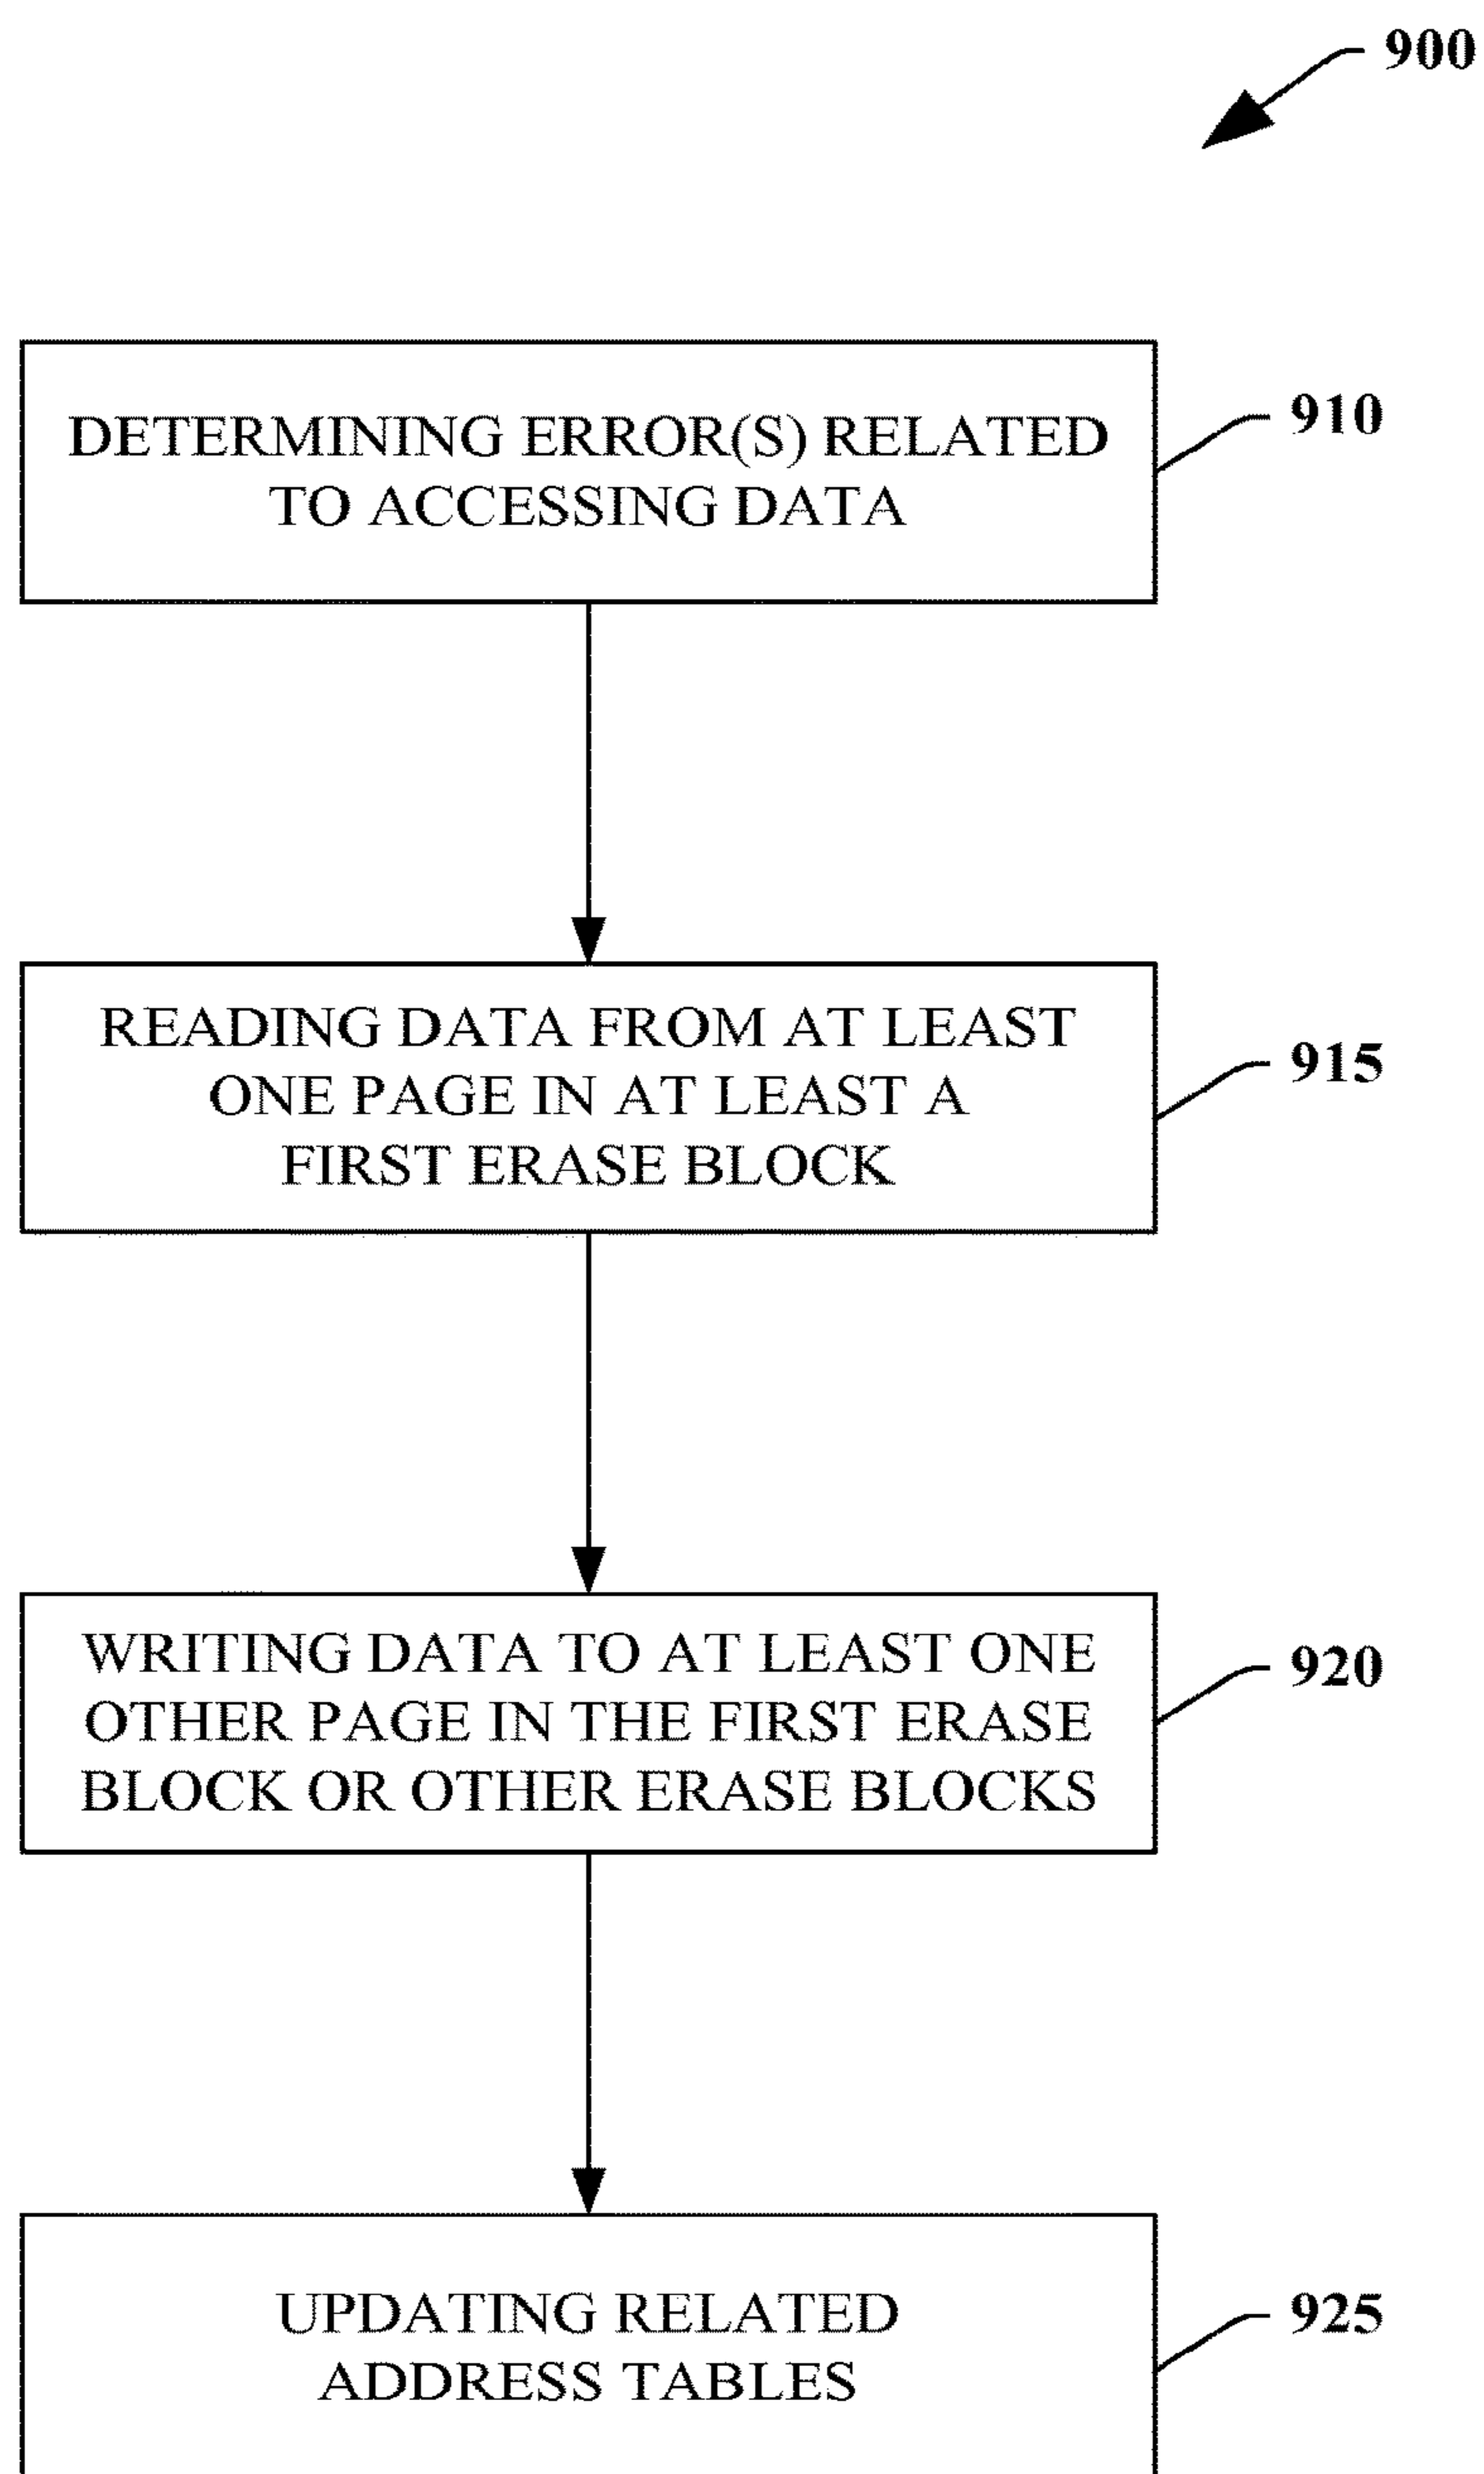 900
DETERMINING ERROR(S) RELATED
TO ACCESSING DATA
910
READING DATA FROM AT LEAST
ONE PAGE IN AT LEAST A
FIRST ERASE BLOCK
915
WRITING DATA TO AT LEAST ONE
OTHER PAGE IN THE FIRST ERASE
BLOCK OR OTHER ERASE BLOCKS
920
UPDATING RELATED
ADDRESS TABLES
925